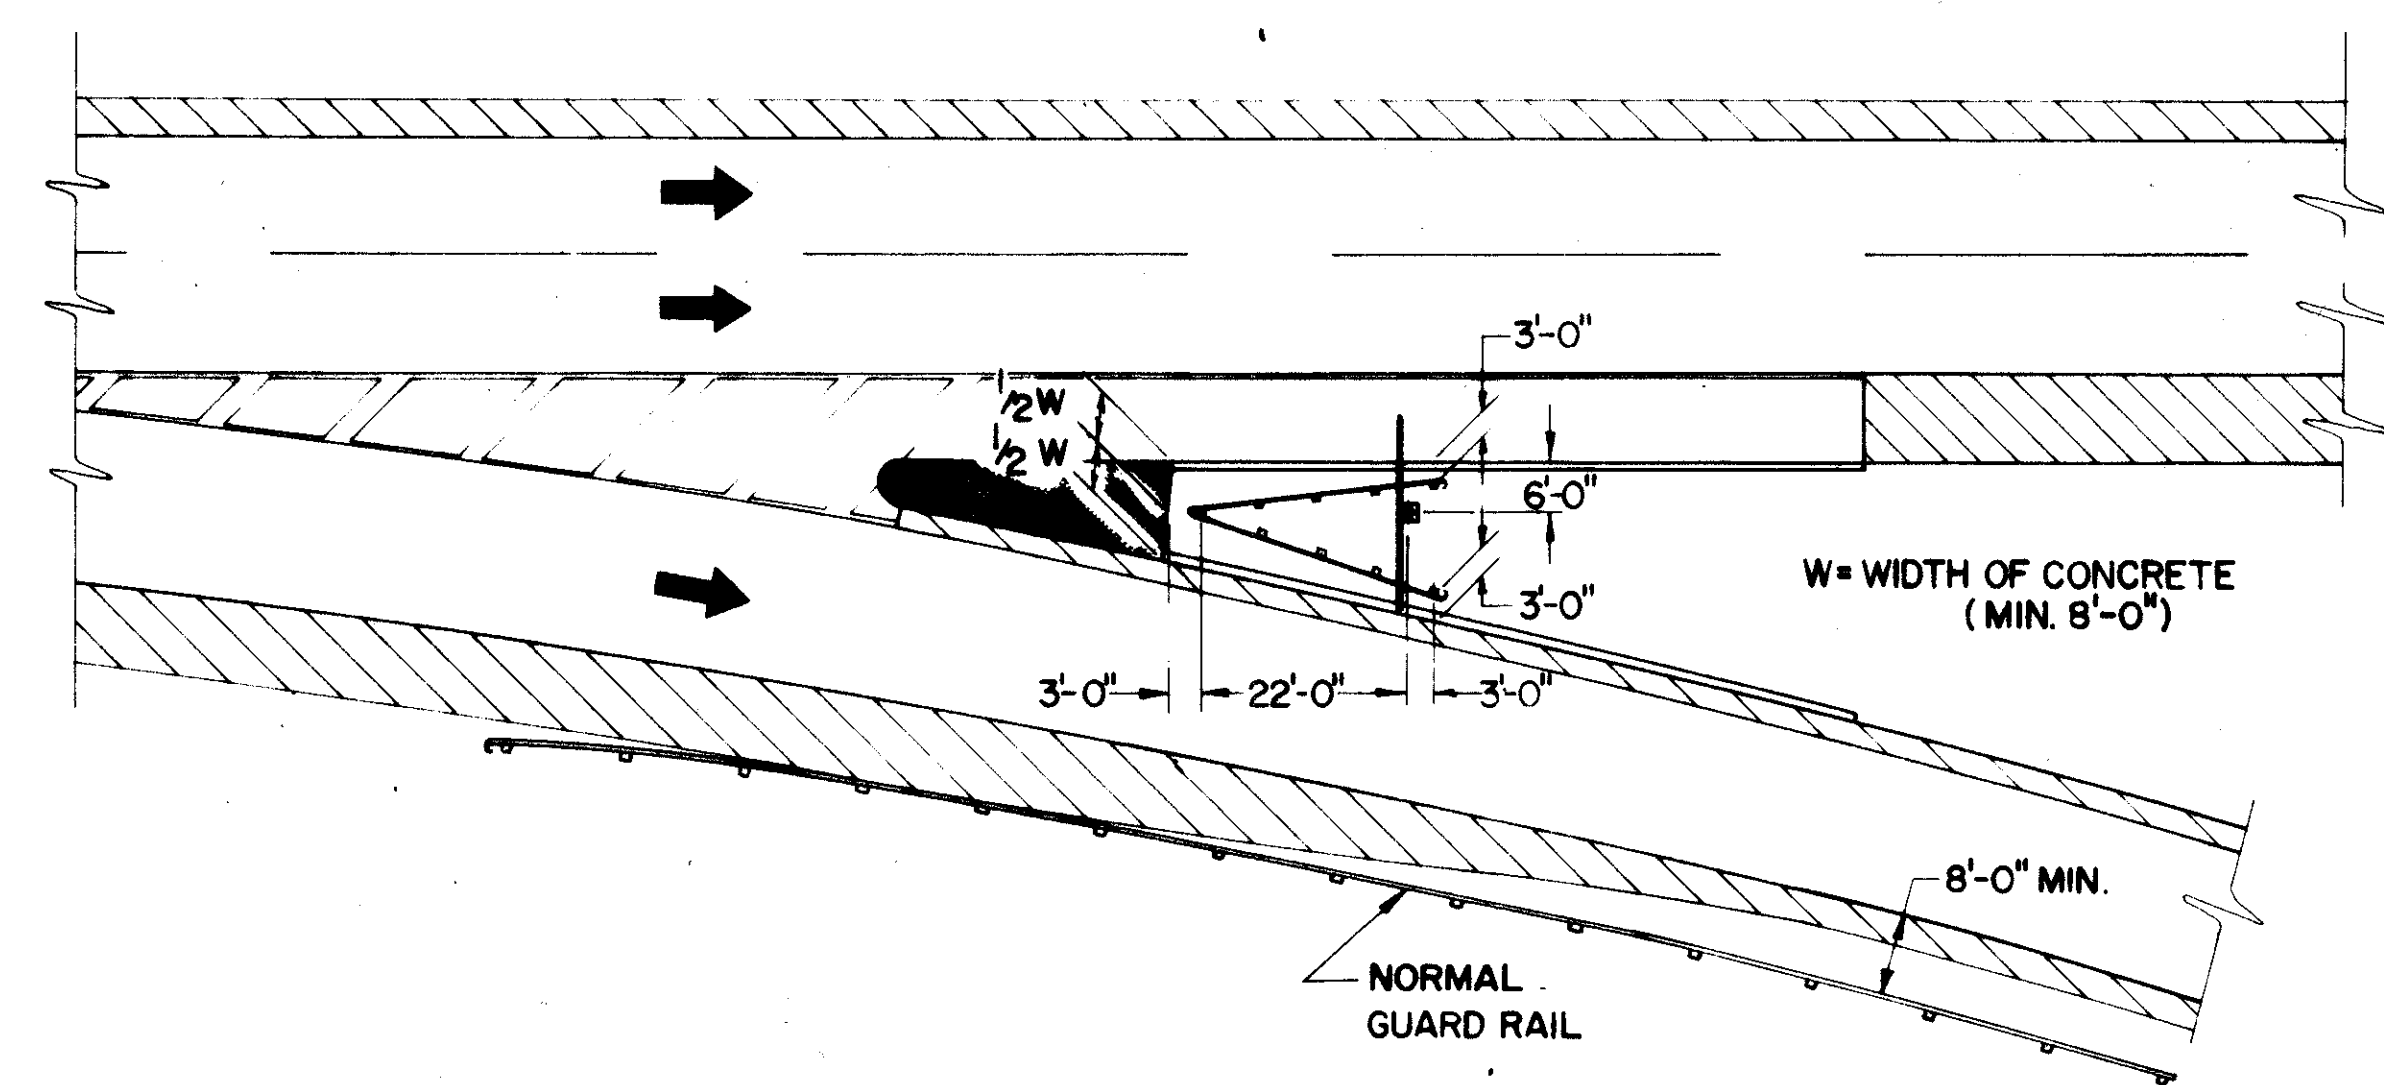 3'-0"
1/2 W
1/2 W
6'-0"
W= WIDTH OF CONCRETE
(MIN. 8'-0")
3'-0"
3'-0" 22'-0" 3'-0"
8'-0" MIN.
NORMAL
GUARD RAIL